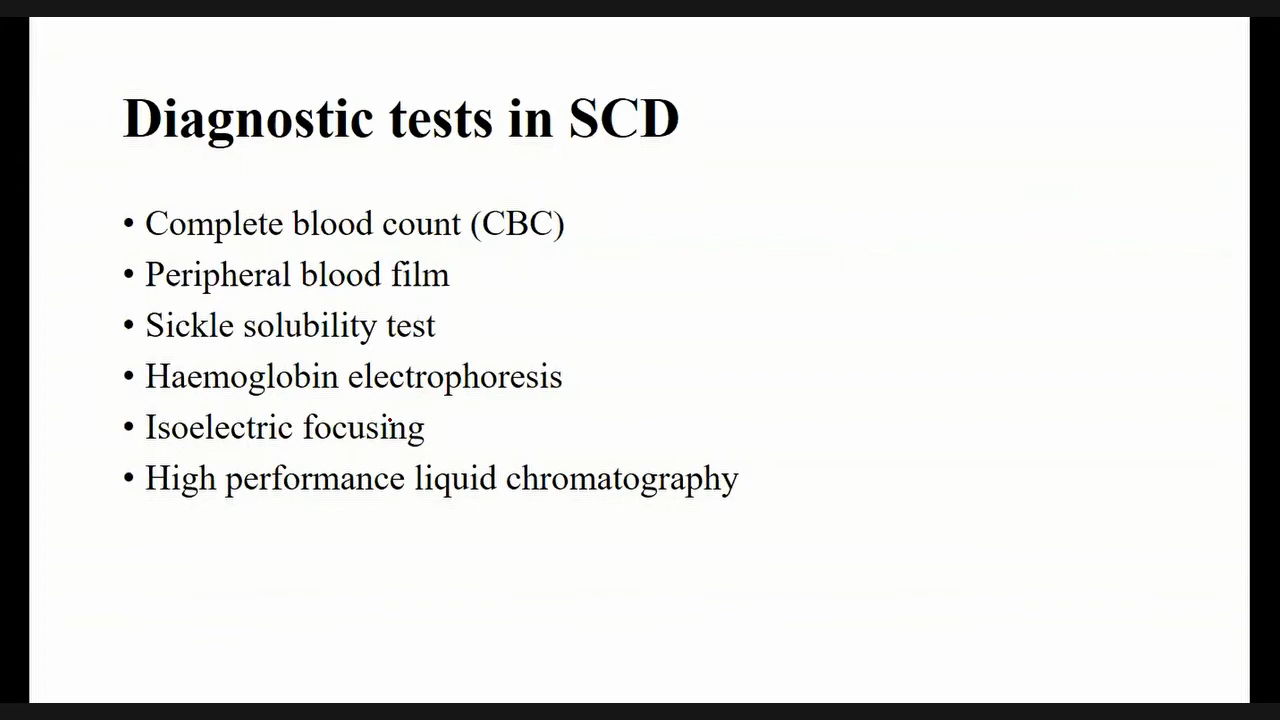 Diagnostic tests in SCD
• Complete blood count (CBC)
• Peripheral blood film
• Sickle solubility test
• Haemoglobin electrophoresis
• Isoelectric focusing
• High performance liquid chromatography